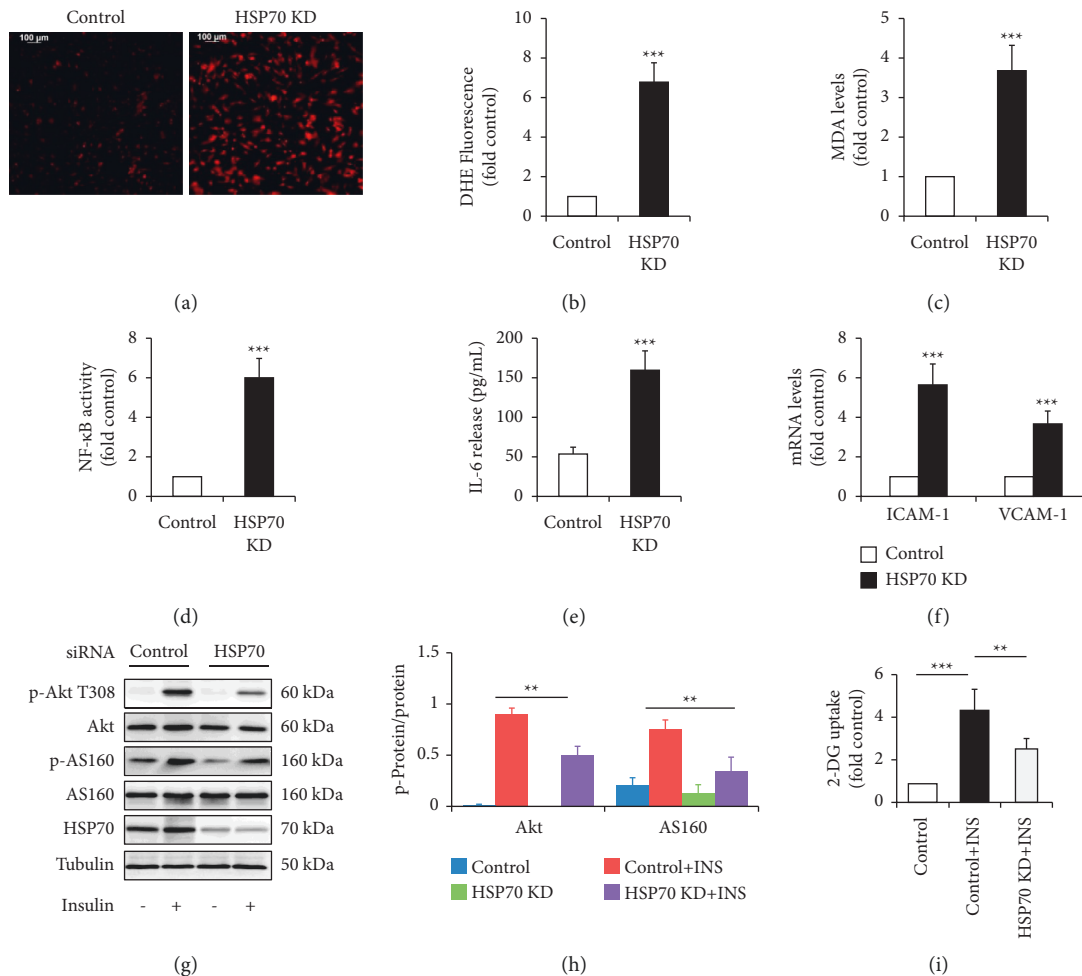 Control HSP70 KD
100 μm 100 μm
(a)
DHE Fluorescence
(fold control)
8
6
4
2
0
***
Control HSP70
KD
(b)
MDA levels
(fold control)
5
4
3
2
1
0
***
Control HSP70
KD
(c)
NF-κB activity
(fold control)
8
6
4
2
0
***
Control HSP70
KD
(d)
IL-6 release (pg/mL)
200
150
100
50
0
***
Control HSP70
KD
(e)
mRNA levels
(fold control)
8
6
4
2
0
***
***
ICAM-1 VCAM-1
Control
HSP70 KD
(f)
siRNA Control HSP70
p-Akt T308 60 kDa
Akt 60 kDa
p-AS160 160 kDa
AS160 160 kDa
HSP70 70 kDa
Tubulin 50 kDa
Insulin - + - +
(g)
p-Protein/protein
1.5
1
0.5
0
** **
Akt AS160
Control Control+INS
HSP70 KD HSP70 KD+INS
(h)
2-DG uptake
(fold control)
8
6
4
2
0
*** **
Control
Control+INS
HSP70 KD+INS
(i)